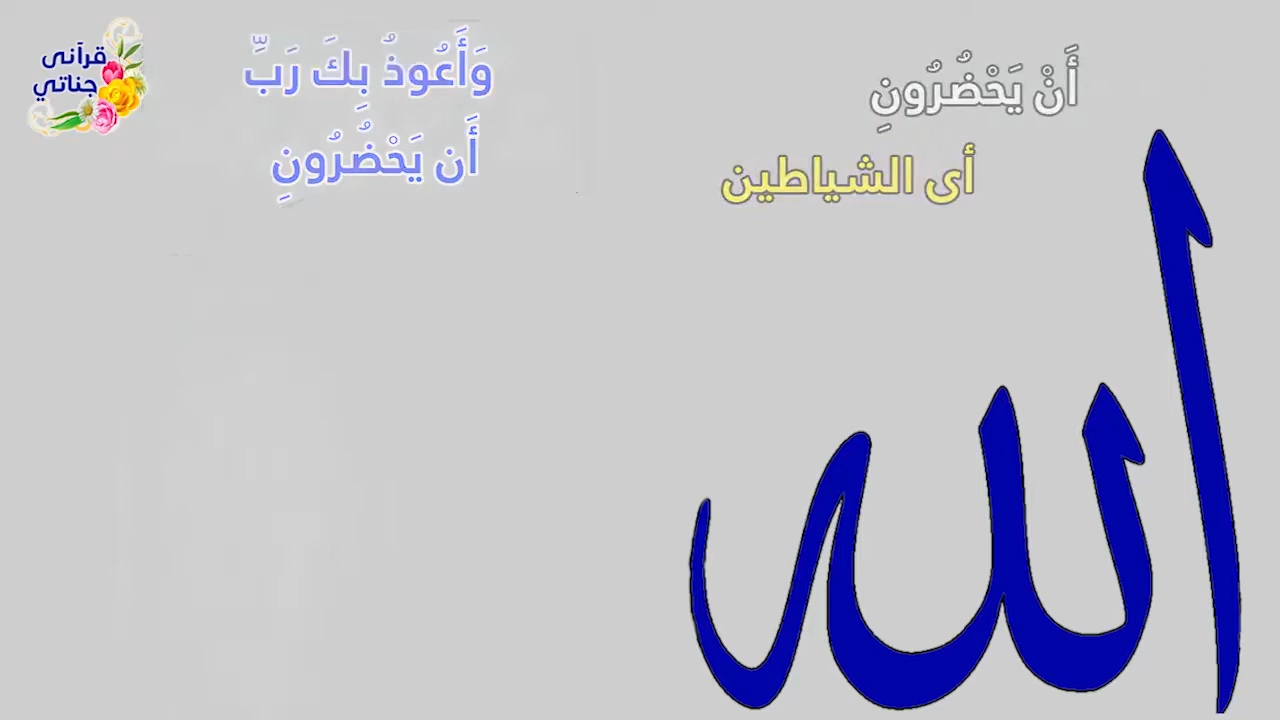 أَنْ يَحْضُرُونِ
أى الشياطين
الله
وَأَعُوذُ بِكَ رَبِّ
أَن يَحْضُرُونِ
قرآنى
جناتي